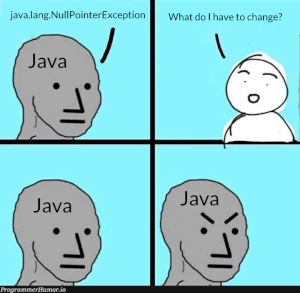 java.lang.NullPointerException
Java
What do I have to change?
Java
Java
ProgrammerHumor.io